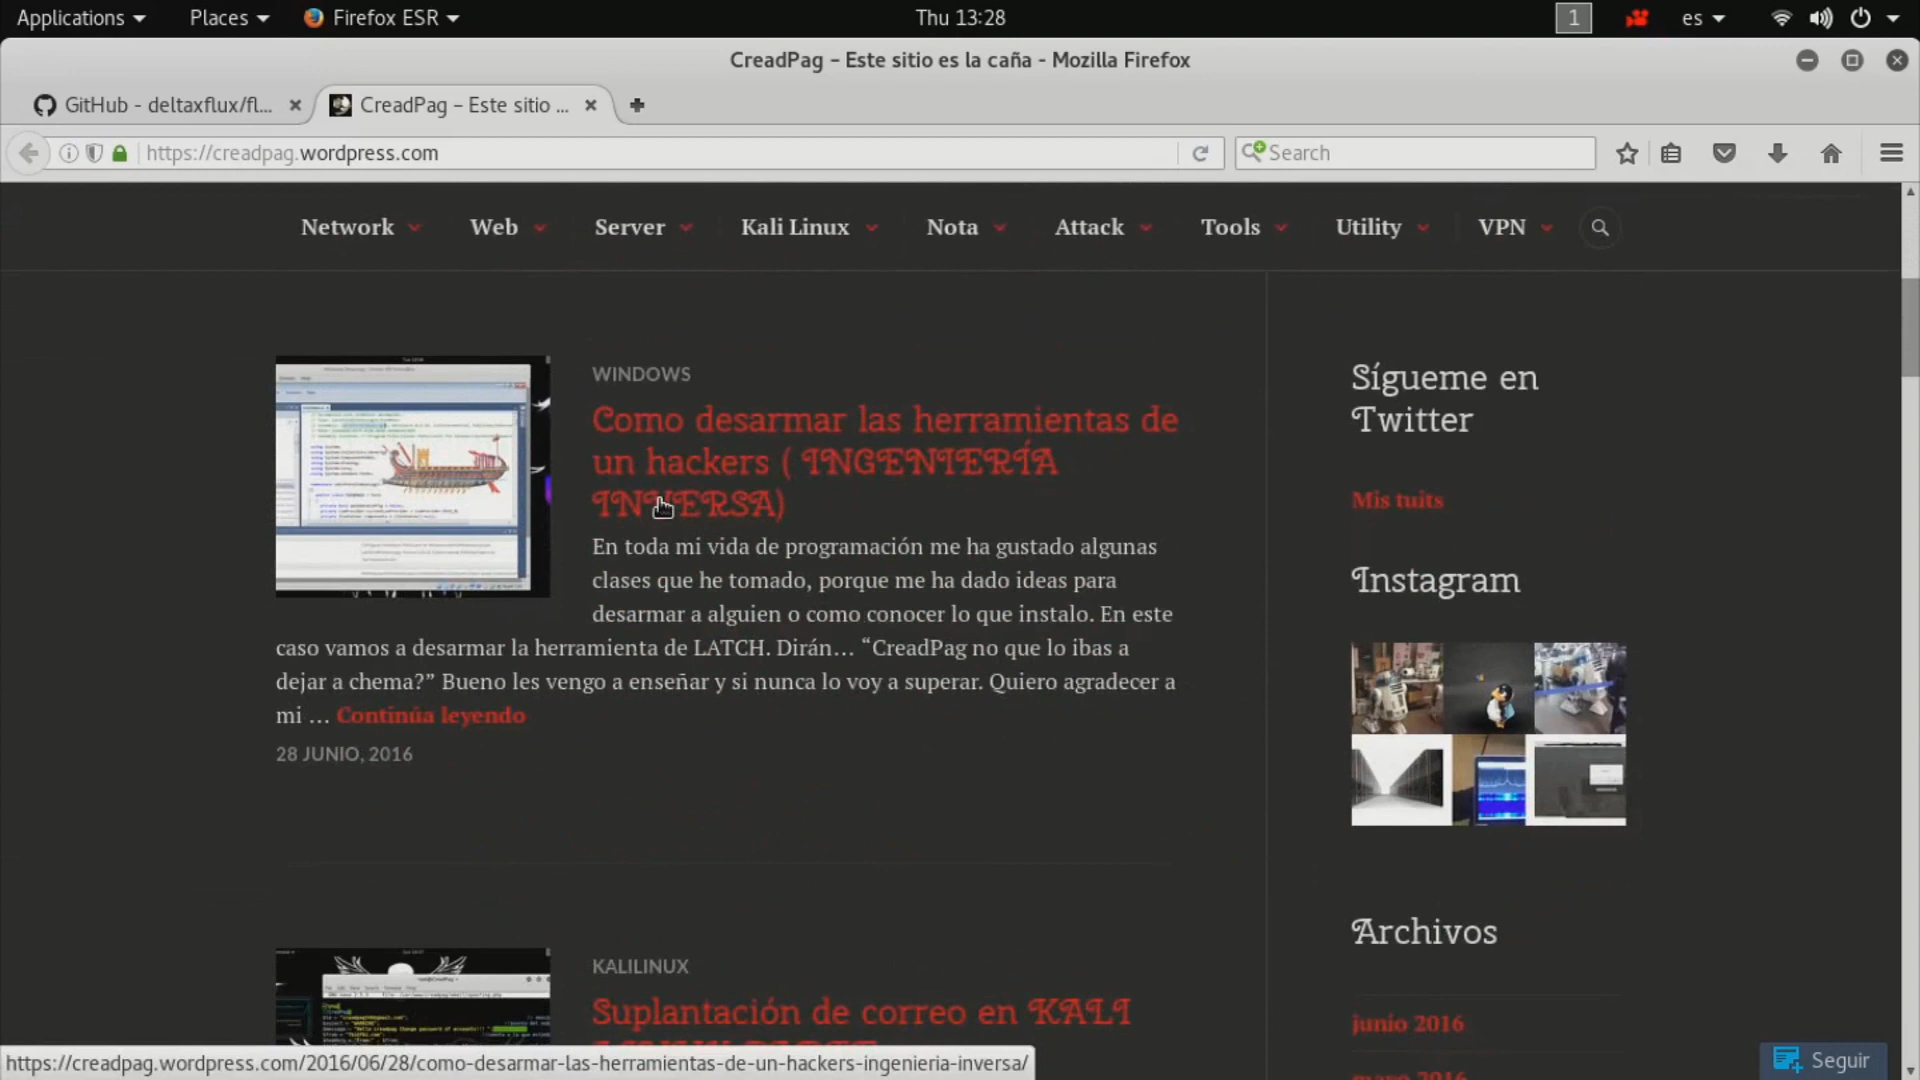 Applications Places Firefox ESR Thu 13:28 1 es
CreadPag – Este sitio es la caña - Mozilla Firefox
GitHub - deltaxflux/fl... CreadPag – Este sitio ...
https://creadpag.wordpress.com Search
Network Web Server Kali Linux Nota Attack Tools Utility VPN
WINDOWS
Como desarmar las herramientas de
un hackers ( INGENIERÍA
INVERSA)
En toda mi vida de programación me ha gustado algunas
clases que he tomado, porque me ha dado ideas para
desarmar a alguien o como conocer lo que instalo. En este
caso vamos a desarmar la herramienta de LATCH. Dirán… “CreadPag no que lo ibas a
dejar a chema?” Bueno les vengo a enseñar y si nunca lo voy a superar. Quiero agradecer a
mi … Continúa leyendo
28 JUNIO, 2016
KALILINUX
Suplantación de correo en KALI
Sígueme en
Twitter
Mis tuits
Instagram
Archivos
junio 2016
marzo 2016
Seguir
https://creadpag.wordpress.com/2016/06/28/como-desarmar-las-herramientas-de-un-hackers-ingenieria-inversa/